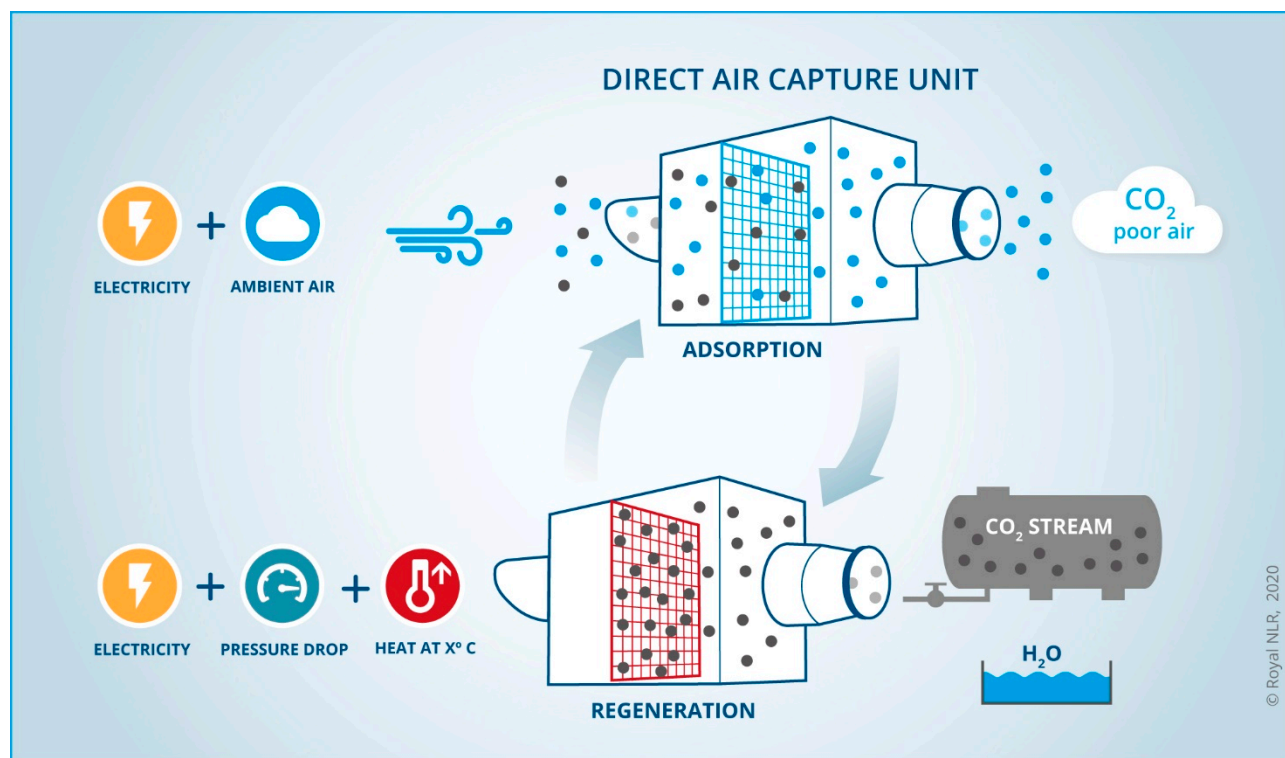 DIRECT AIR CAPTURE UNIT
CO₂
poor air
ELECTRICITY
+
AMBIENT AIR
ADSORPTION
CO₂ STREAM
ELECTRICITY
+
PRESSURE DROP
+
HEAT AT Xº C
H₂O
REGENERATION
© Royal NLR, 2020